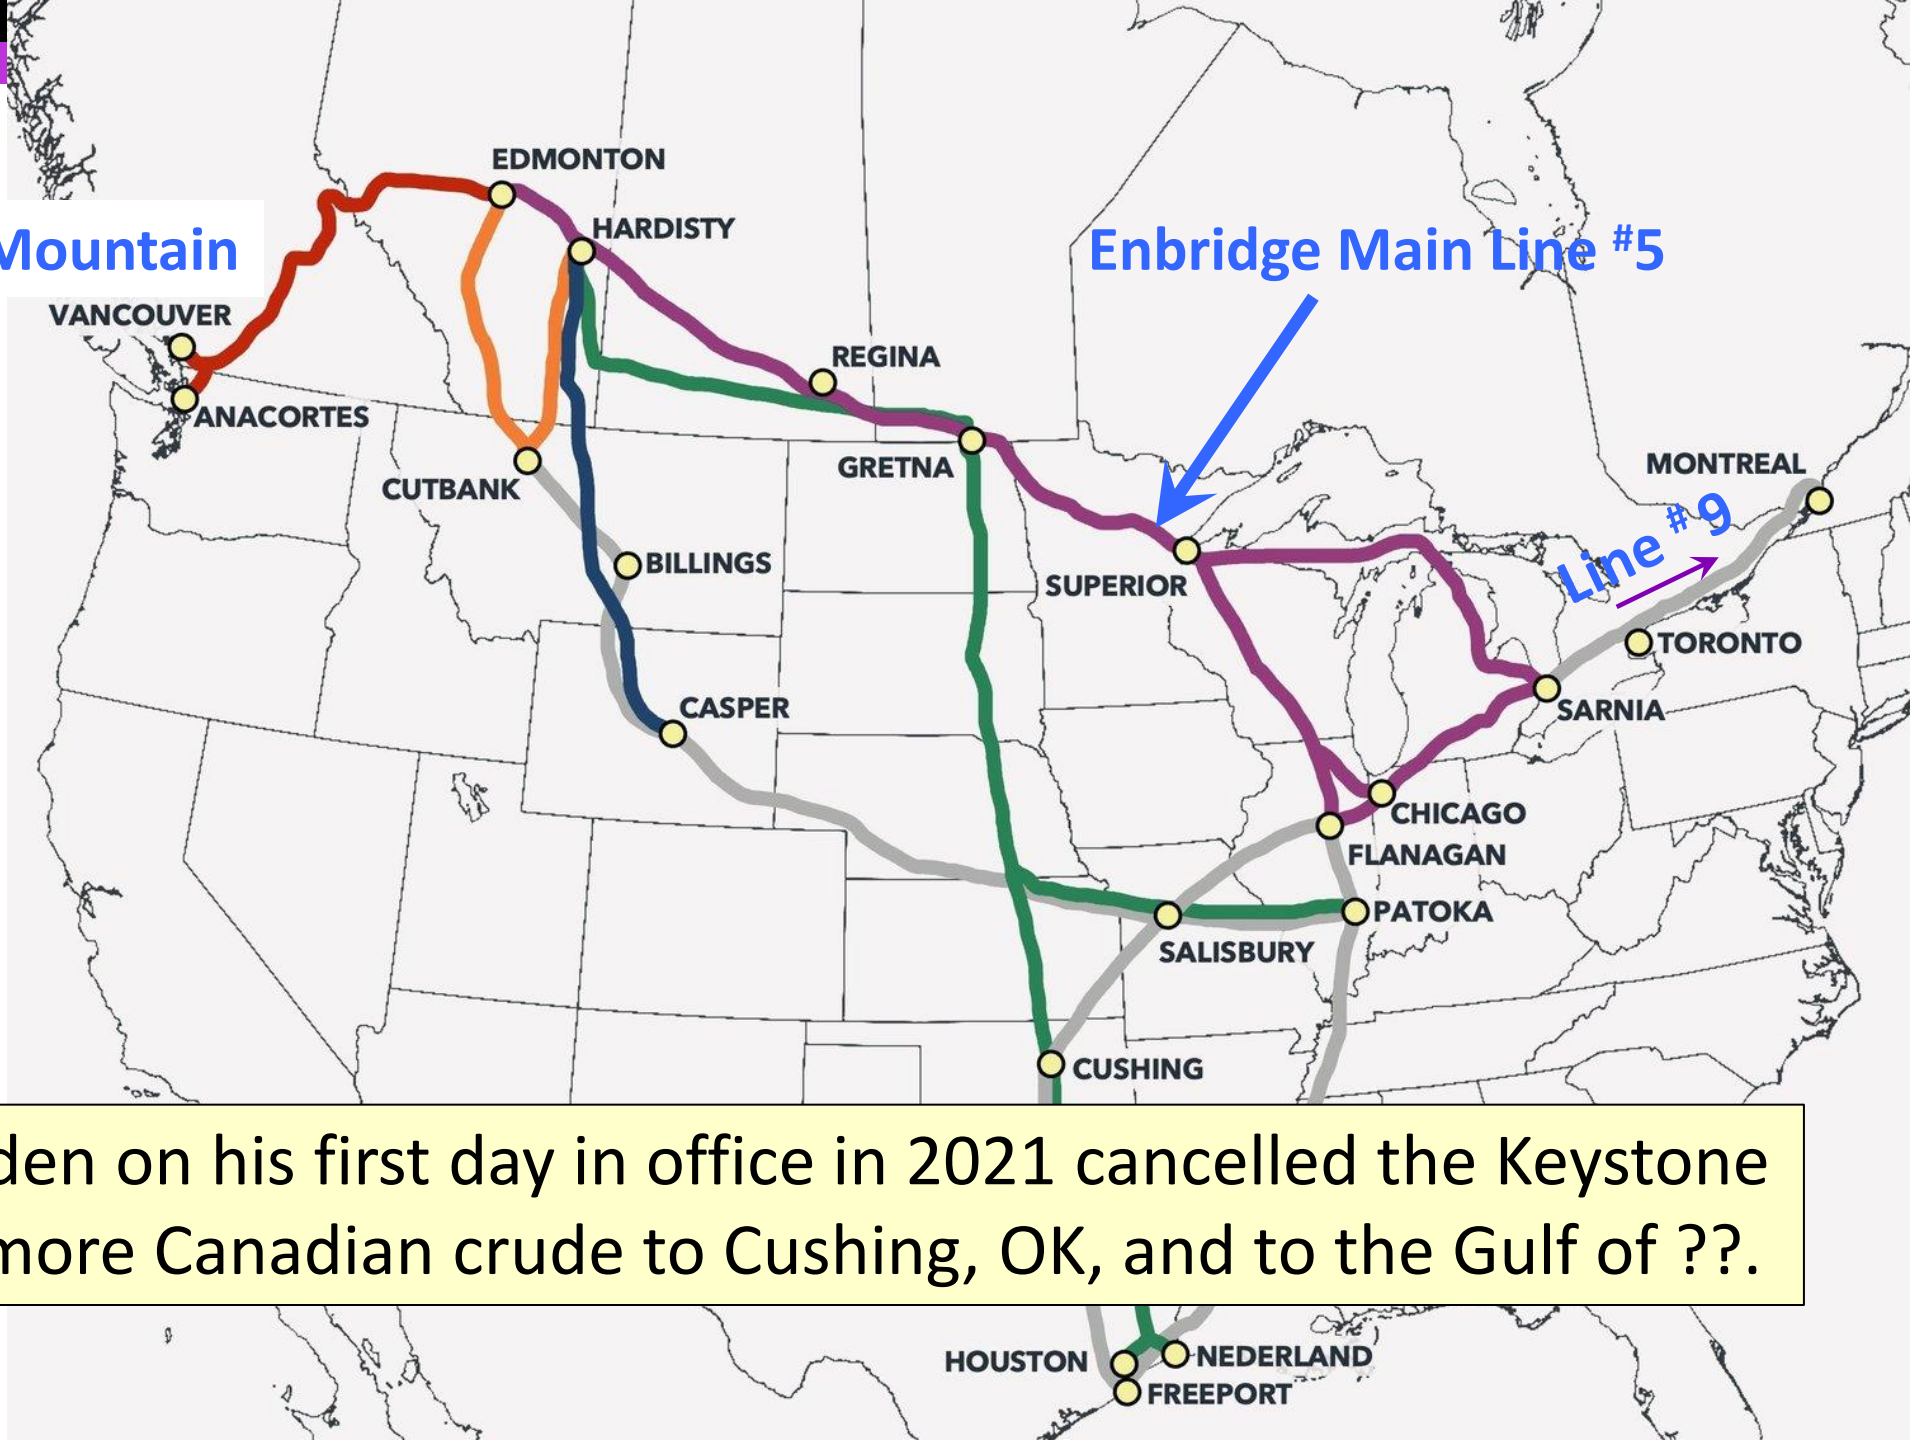 EDMONTON
HARDISTY
Mountain
Enbridge Main Line #5
VANCOUVER
REGINA
ANACORTES
GRETNA
MONTREAL
CUTBANK
Line # 9
BILLINGS
SUPERIOR
TORONTO
CASPER
SARNIA
CHICAGO
FLANAGAN
PATOKA
SALISBURY
CUSHING
den on his first day in office in 2021 cancelled the Keystone
more Canadian crude to Cushing, OK, and to the Gulf of ??.
HOUSTON
NEDERLAND
FREEPORT